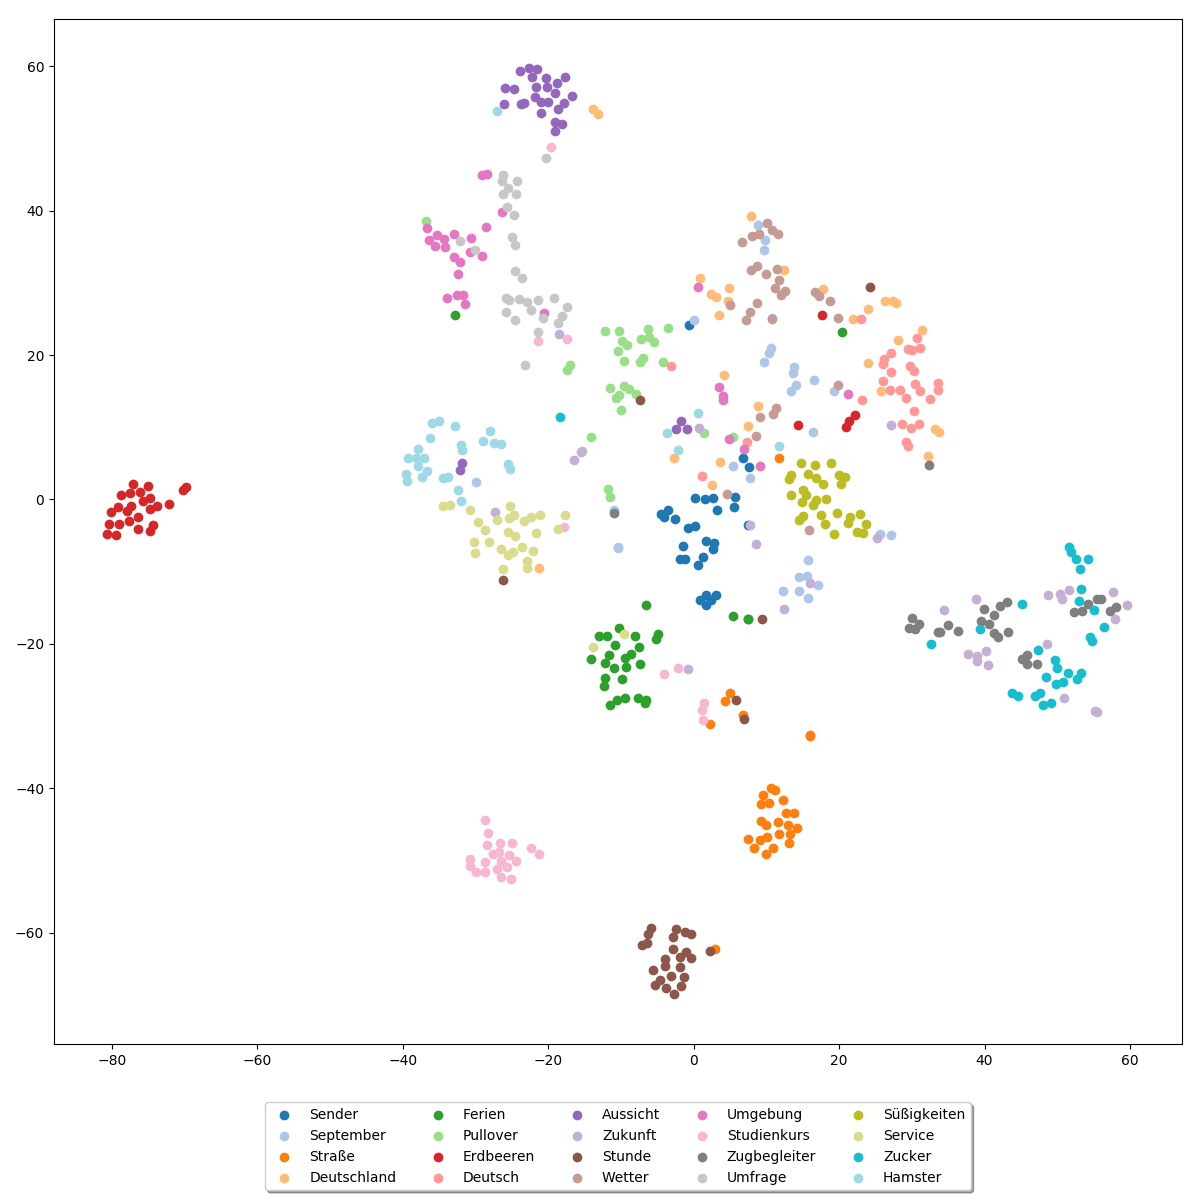 60
40
20
0
−20
−40
−60
−80 −60 −40 −20 0 20 40 60
Sender Ferien Aussicht Umgebung Süßigkeiten
September Pullover Zukunft Studienkurs Service
Straße Erdbeeren Stunde Zugbegleiter Zucker
Deutschland Deutsch Wetter Umfrage Hamster